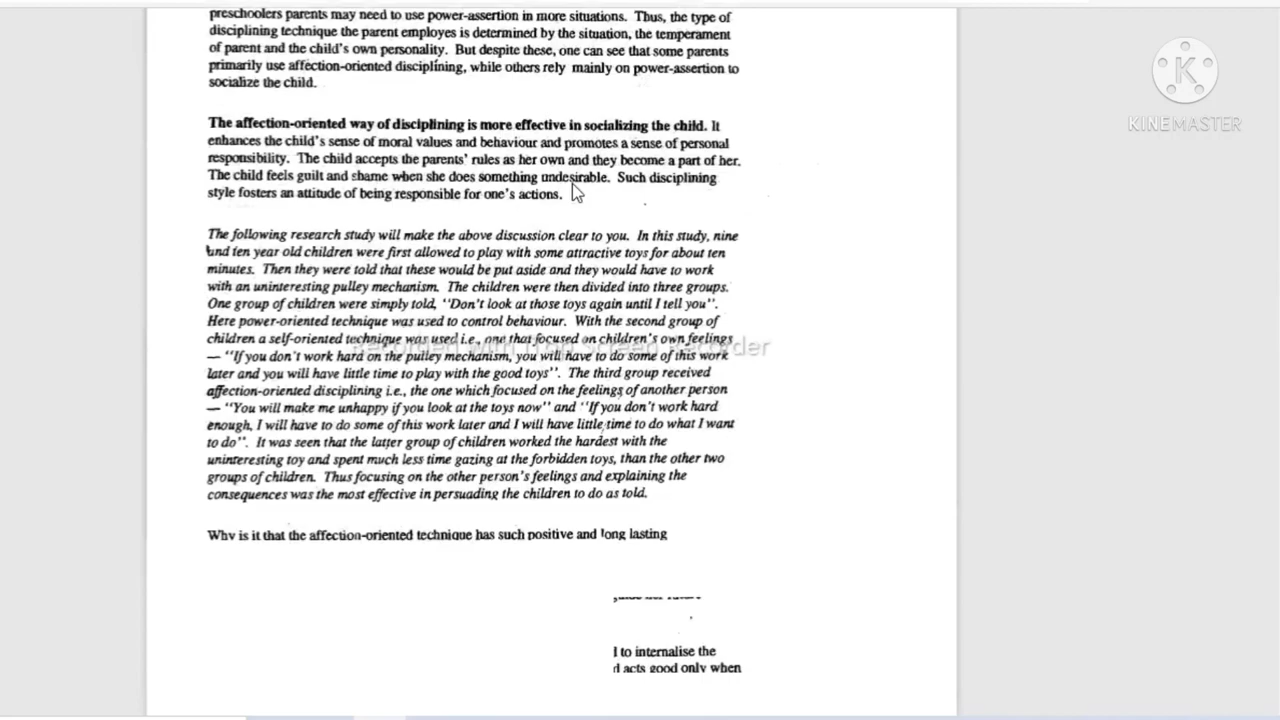 preschoolers parents may need to use power-assertion in more situations. Thus, the type of
disciplining technique the parent employes is determined by the situation, the temperament
of parent and the child's own personality. But despite these, one can see that some parents
primarily use affection-oriented disciplining, while others rely mainly on power-assertion to
socialize the child.
K
KINEMASTER
The affection-oriented way of disciplining is more effective in socializing the child. It
enhances the child's sense of moral values and behaviour and promotes a sense of personal
responsibility. The child accepts the parents' rules as her own and they become a part of her.
The child feels guilt and shame when she does something undesirable. Such disciplining
style fosters an attitude of being responsible for one's actions.
The following research study will make the above discussion clear to you. In this study, nine
and ten year old children were first allowed to play with some attractive toys for about ten
minutes. Then they were told that these would be put aside and they would have to work
with an uninteresting pulley mechanism. The children were then divided into three groups.
One group of children were simply told, "Don't look at those toys again until I tell you".
Here power-oriented technique was used to control behaviour. With the second group of
children a self-oriented technique was used i.e., one that focused on children's own feelings
— "If you don't work hard on the pulley mechanism, you will have to do some of this work
later and you will have little time to play with the good toys". The third group received
affection-oriented disciplining i.e., the one which focused on the feelings of another person
— "You will make me unhappy if you look at the toys now" and "If you don't work hard
enough, I will have to do some of this work later and I will have little time to do what I want
to do". It was seen that the latter group of children worked the hardest with the
uninteresting toy and spent much less time gazing at the forbidden toys, than the other two
groups of children. Thus focusing on the other person's feelings and explaining the
consequences was the most effective in persuading the children to do as told.
Why is it that the affection-oriented technique has such positive and long lasting
to internalise the
acts good only when